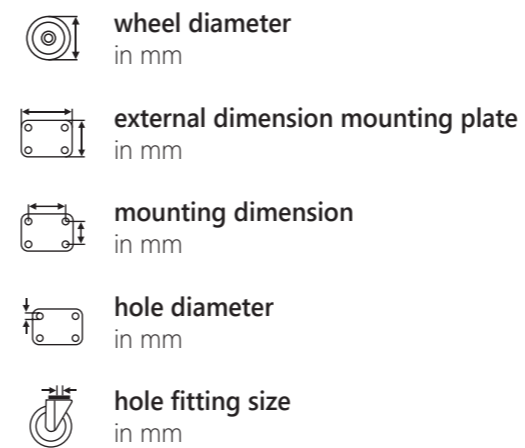 wheel diameter
in mm
external dimension mounting plate
in mm
mounting dimension
in mm
hole diameter
in mm
hole fitting size
in mm